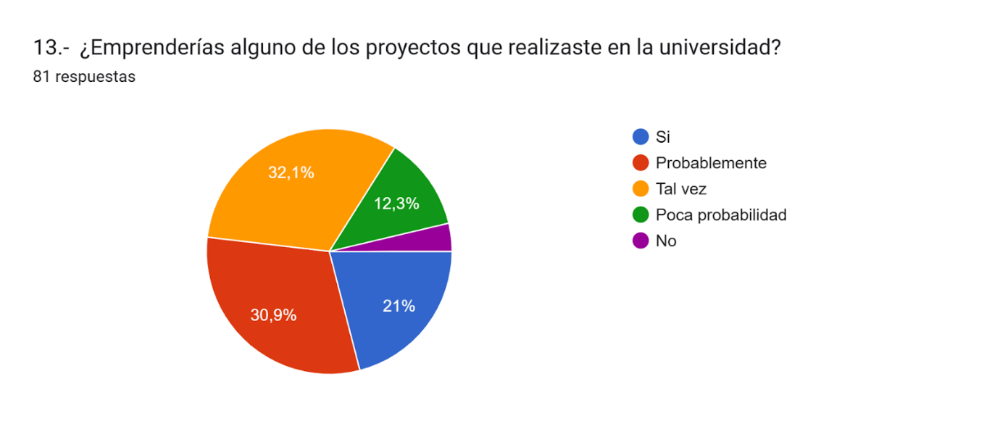 13.- ¿Emprenderías alguno de los proyectos que realizaste en la universidad?
81 respuestas
32,1%
12,3%
30,9%
21%
Si
Probablemente
Tal vez
Poca probabilidad
No